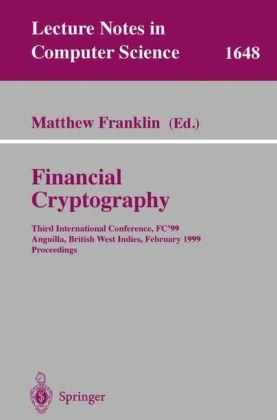 Lecture Notes in
Computer Science
1648
Matthew Franklin (Ed.)
Financial
Cryptography
Third International Conference, FC'99
Anguilla, British West Indies, February 1999
Proceedings
Springer